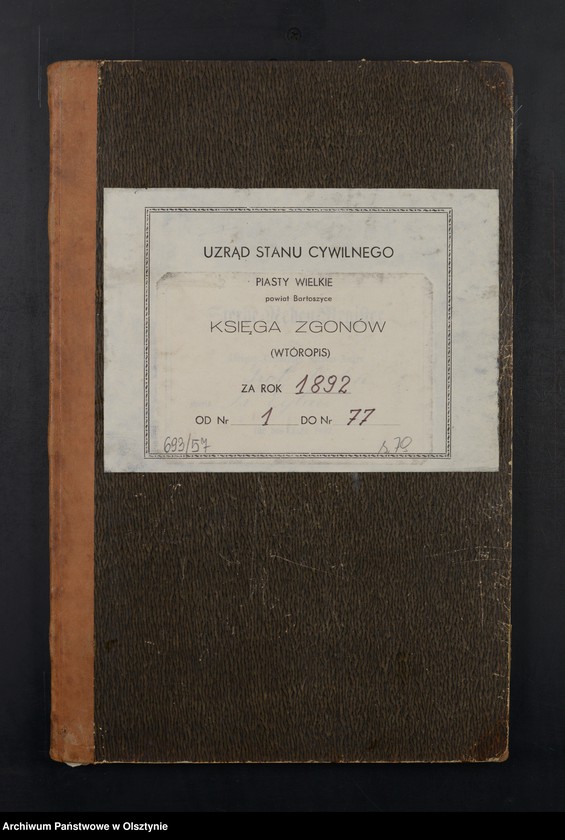 UZRĄD STANU CYWILNEGO
PIASTY WIELKIE
powiat Bartoszyce
KSIĘGA ZGONÓW
(WTÓROPIS)
ZA ROK 1892
OD Nr 1 DO Nr 77
693/57 s. 79
Archiwum Państwowe w Olsztynie